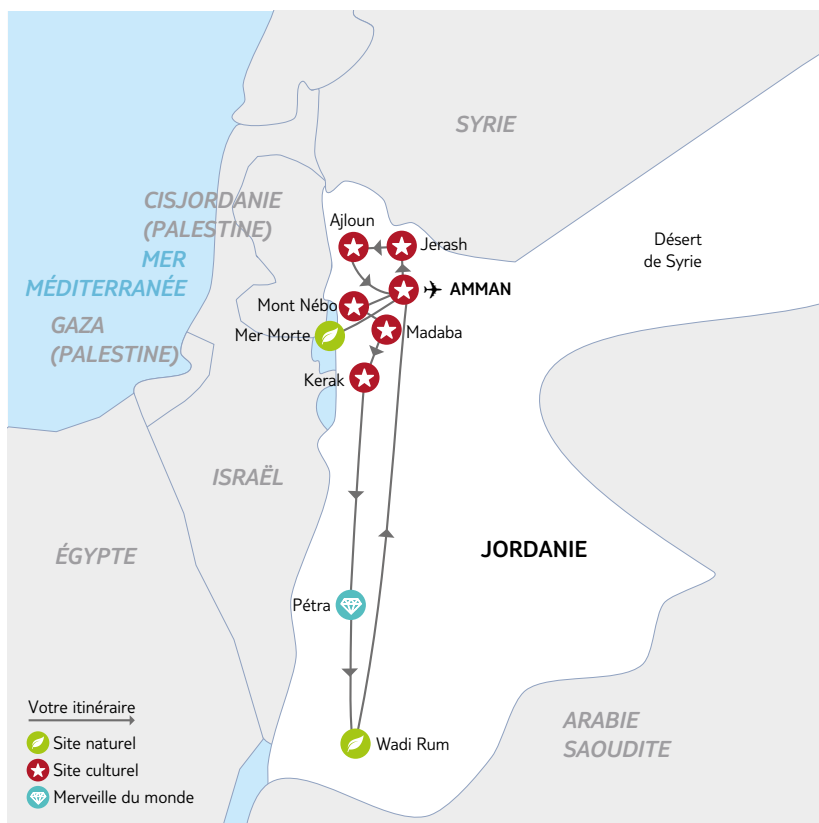 SYRIE
CISJORDANIE
(PALESTINE)
MER
MÉDITERRANÉE
GAZA
(PALESTINE)
Ajloun
Jerash
Désert
de Syrie
Mont Nébo
AMMAN
Mer Morte
Madaba
Kerak
ISRAËL
ÉGYPTE
JORDANIE
Pétra
Wadi Rum
ARABIE
SAOUDITE
Votre itinéraire
Site naturel
Site culturel
Merveille du monde